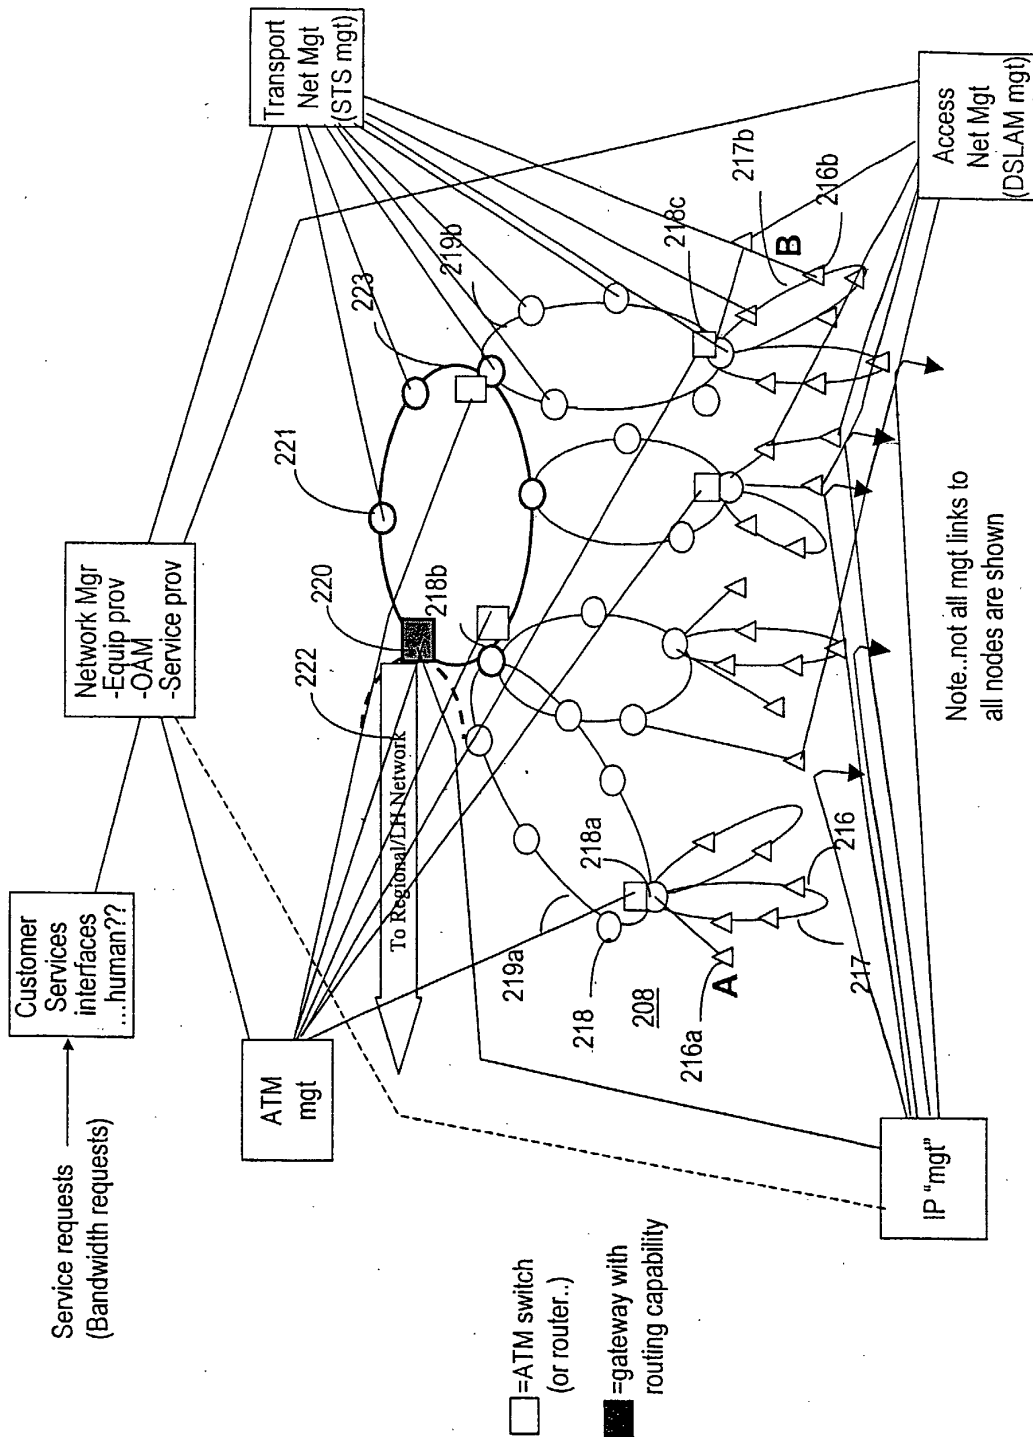 Service requests
(Bandwidth requests)
Customer
Services
interfaces
...human??
Network Mgr
-Equip prov
-OAM
-Service prov
Transport
Net Mgt
(STS mgt)
ATM
mgt
222
220
221
223
To Regional/LH Network
218b
219b
219a
218
218a
218c
208
217b
216a
A
B
216b
216
217
=ATM switch
(or router..)
=gateway with
routing capability
IP “mgt”
Note..not all mgt links to
all nodes are shown
Access
Net Mgt
(DSLAM mgt)